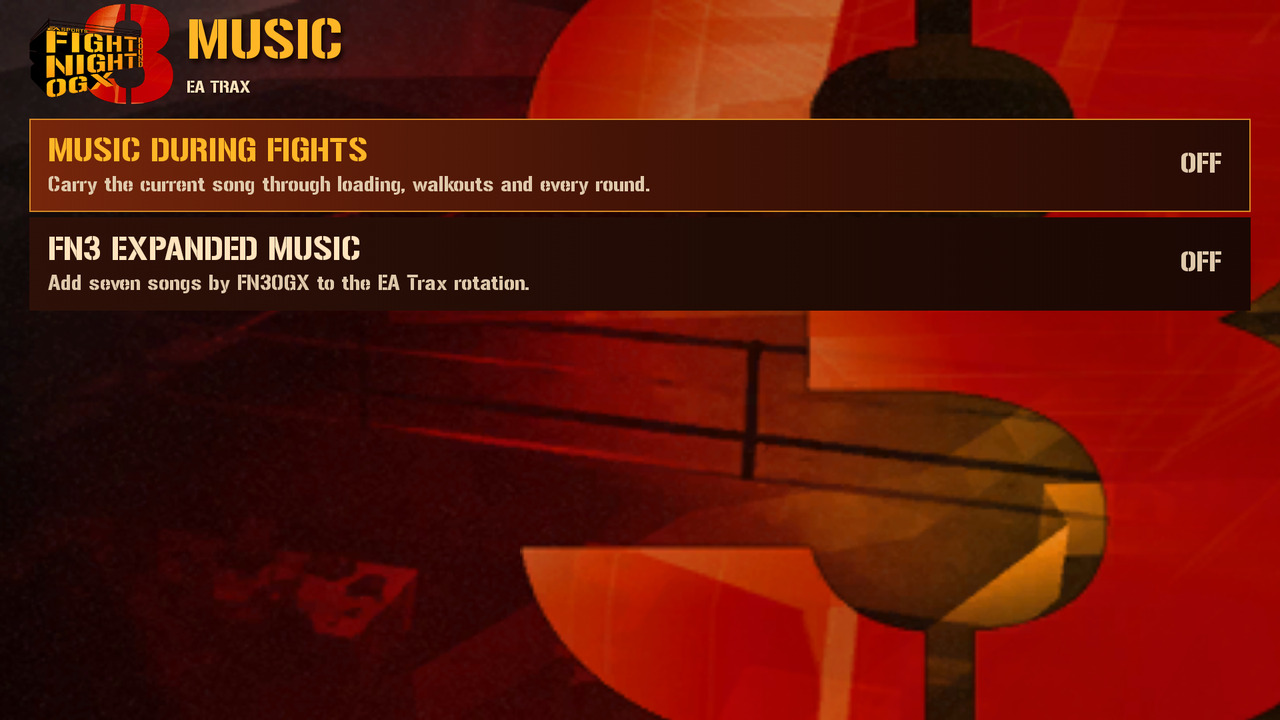 EA SPORTS
FIGHT
NIGHT
ROUND
OGX
MUSIC
EA TRAX
MUSIC DURING FIGHTS
Carry the current song through loading, walkouts and every round.
OFF
FN3 EXPANDED MUSIC
Add seven songs by FN3OGX to the EA Trax rotation.
OFF